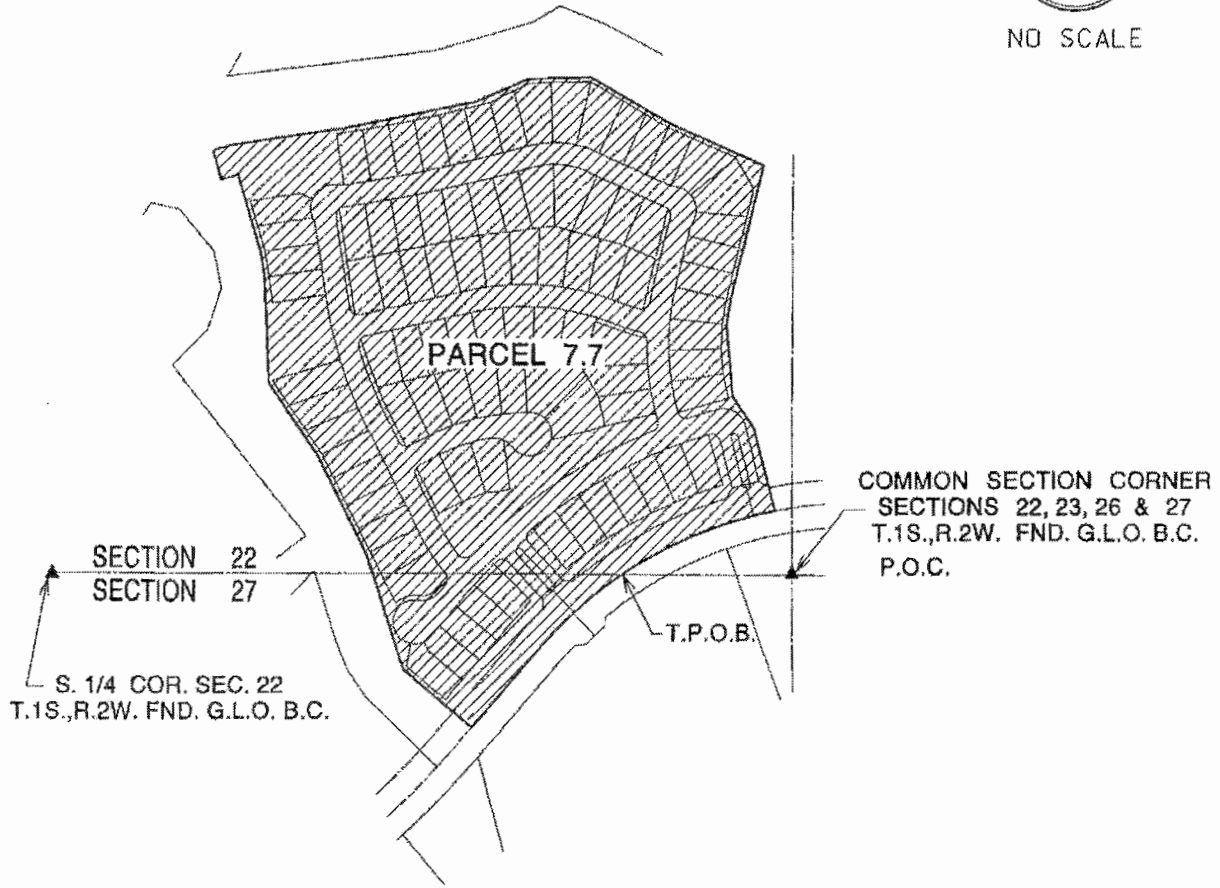 NO SCALE
PARCEL 7.7
COMMON SECTION CORNER
SECTIONS 22, 23, 26 & 27
T.1S.,R.2W. FND. G.L.O. B.C.
P.O.C.
SECTION 22
SECTION 27
T.P.O.B.
S. 1/4 COR. SEC. 22
T.1S.,R.2W. FND. G.L.O. B.C.